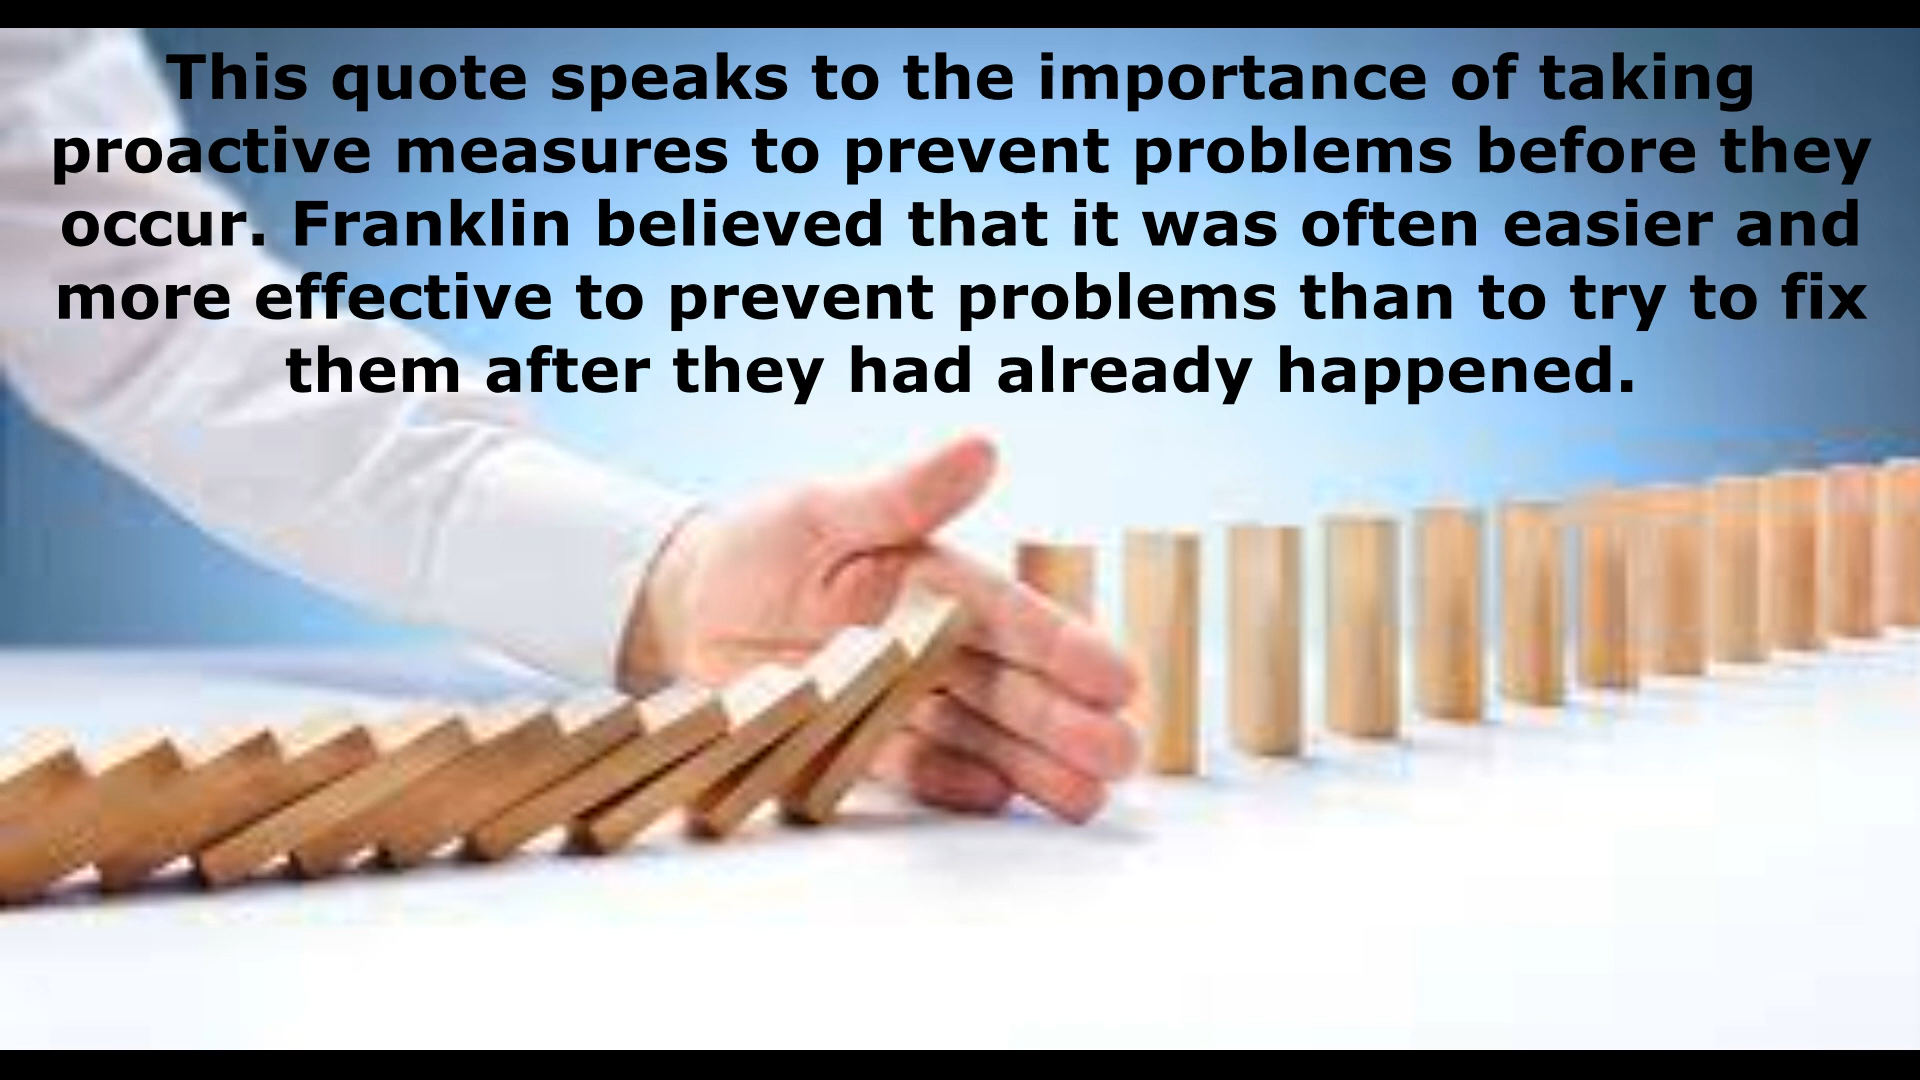 This quote speaks to the importance of taking
proactive measures to prevent problems before they
occur. Franklin believed that it was often easier and
more effective to prevent problems than to try to fix
them after they had already happened.